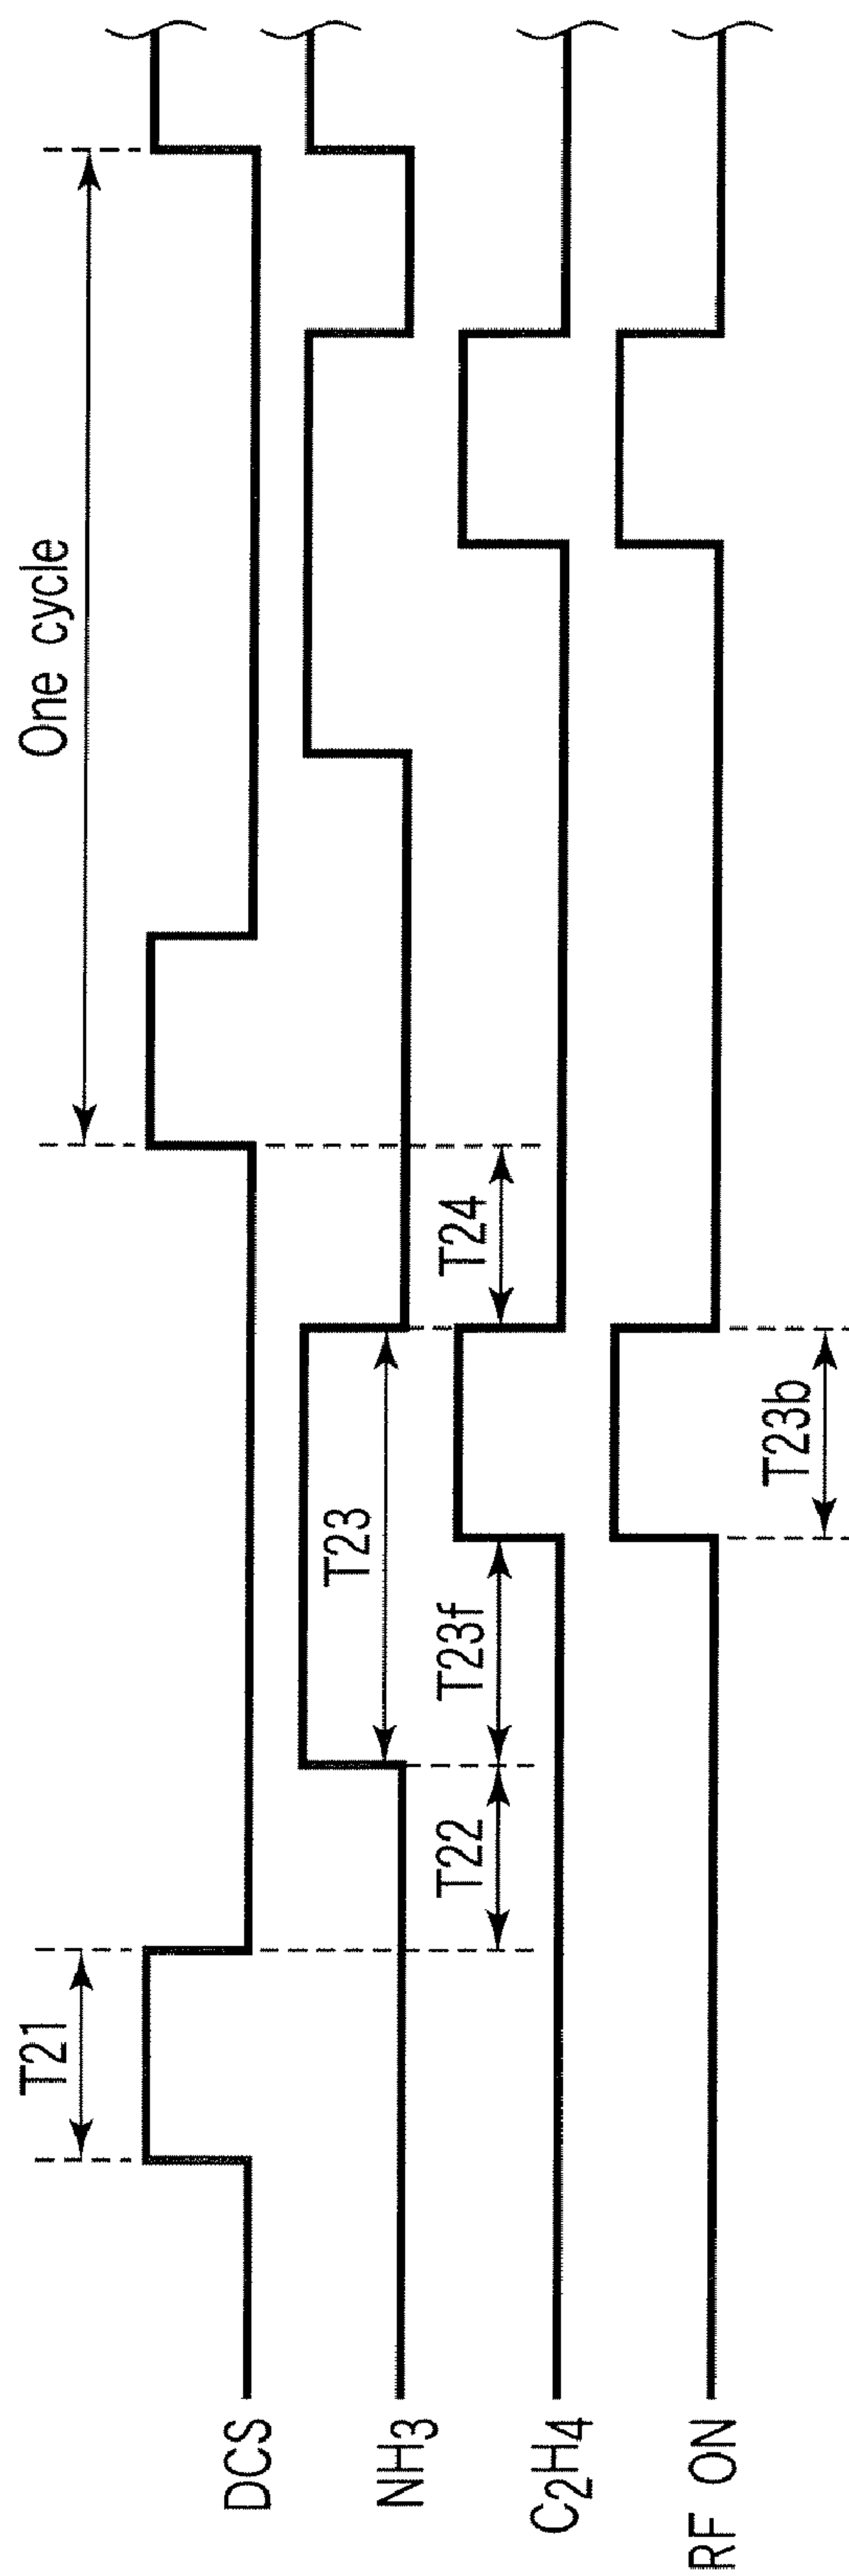 T21
One cycle
DCS
T23
NH3
T22
T23f
T24
C2H4
RF ON
T23b